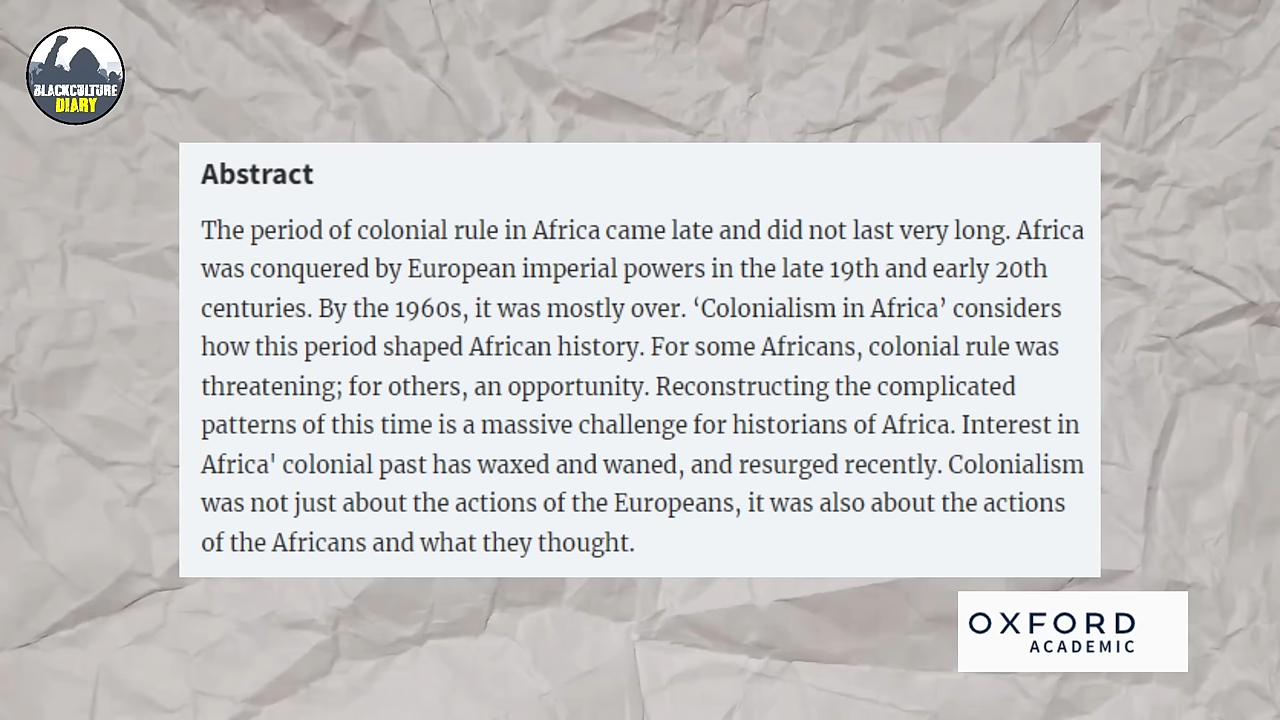 BLACKCULTURE
DIARY
Abstract
The period of colonial rule in Africa came late and did not last very long. Africa
was conquered by European imperial powers in the late 19th and early 20th
centuries. By the 1960s, it was mostly over. ‘Colonialism in Africa’ considers
how this period shaped African history. For some Africans, colonial rule was
threatening; for others, an opportunity. Reconstructing the complicated
patterns of this time is a massive challenge for historians of Africa. Interest in
Africa' colonial past has waxed and waned, and resurged recently. Colonialism
was not just about the actions of the Europeans, it was also about the actions
of the Africans and what they thought.
OXFORD
ACADEMIC